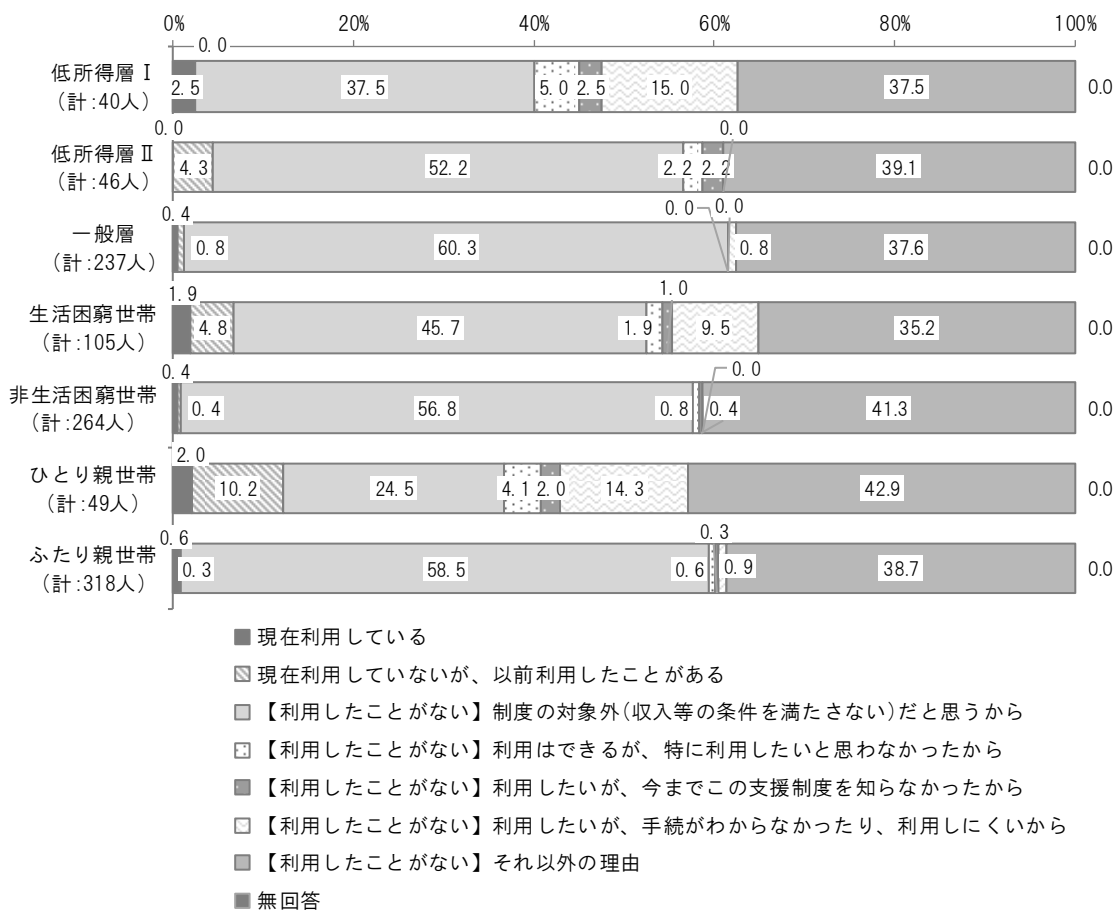 0% 20% 40% 60% 80% 100%
0.0
低所得層Ⅰ
(計:40人)
2.5 37.5 5.0 2.5 15.0 37.5 0.0
0.0 0.0
低所得層Ⅱ
(計:46人)
4.3 52.2 2.2 2.2 39.1 0.0
0.4 0.0 0.0
一般層
(計:237人)
0.8 60.3 0.8 37.6 0.0
1.9 1.0
生活困窮世帯
(計:105人)
4.8 45.7 1.9 9.5 35.2 0.0
0.4 0.0
非生活困窮世帯
(計:264人)
0.4 56.8 0.8 0.4 41.3 0.0
2.0
ひとり親世帯
(計:49人)
10.2 24.5 4.1 2.0 14.3 42.9 0.0
0.6 0.3
ふたり親世帯
(計:318人)
0.3 58.5 0.6 0.9 38.7 0.0
現在利用している
現在利用していないが、以前利用したことがある
【利用したことがない】制度の対象外(収入等の条件を満たさない)だと思うから
【利用したことがない】利用はできるが、特に利用したいと思わなかったから
【利用したことがない】利用したいが、今までこの支援制度を知らなかったから
【利用したことがない】利用したいが、手続がわからなかったり、利用しにくいから
【利用したことがない】それ以外の理由
無回答